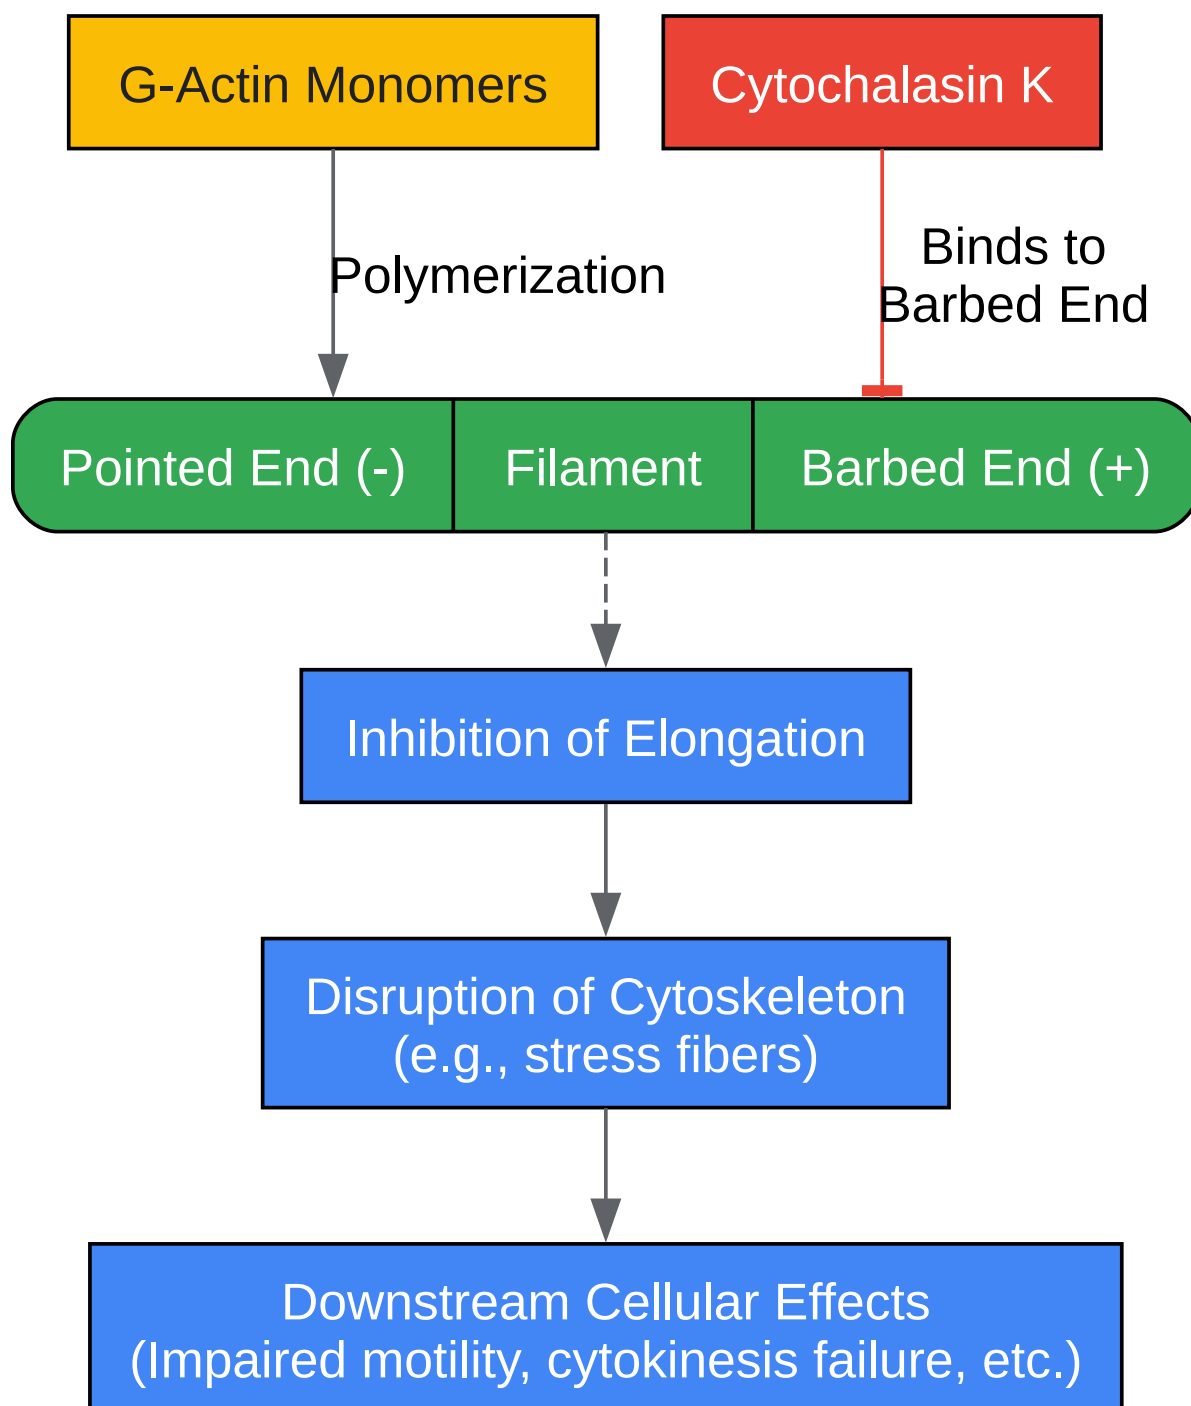 G-Actin Monomers
Cytochalasin K
Polymerization
Binds to
Barbed End
Pointed End (-)
Filament
Barbed End (+)
Inhibition of Elongation
Disruption of Cytoskeleton
(e.g., stress fibers)
Downstream Cellular Effects
(Impaired motility, cytokinesis failure, etc.)